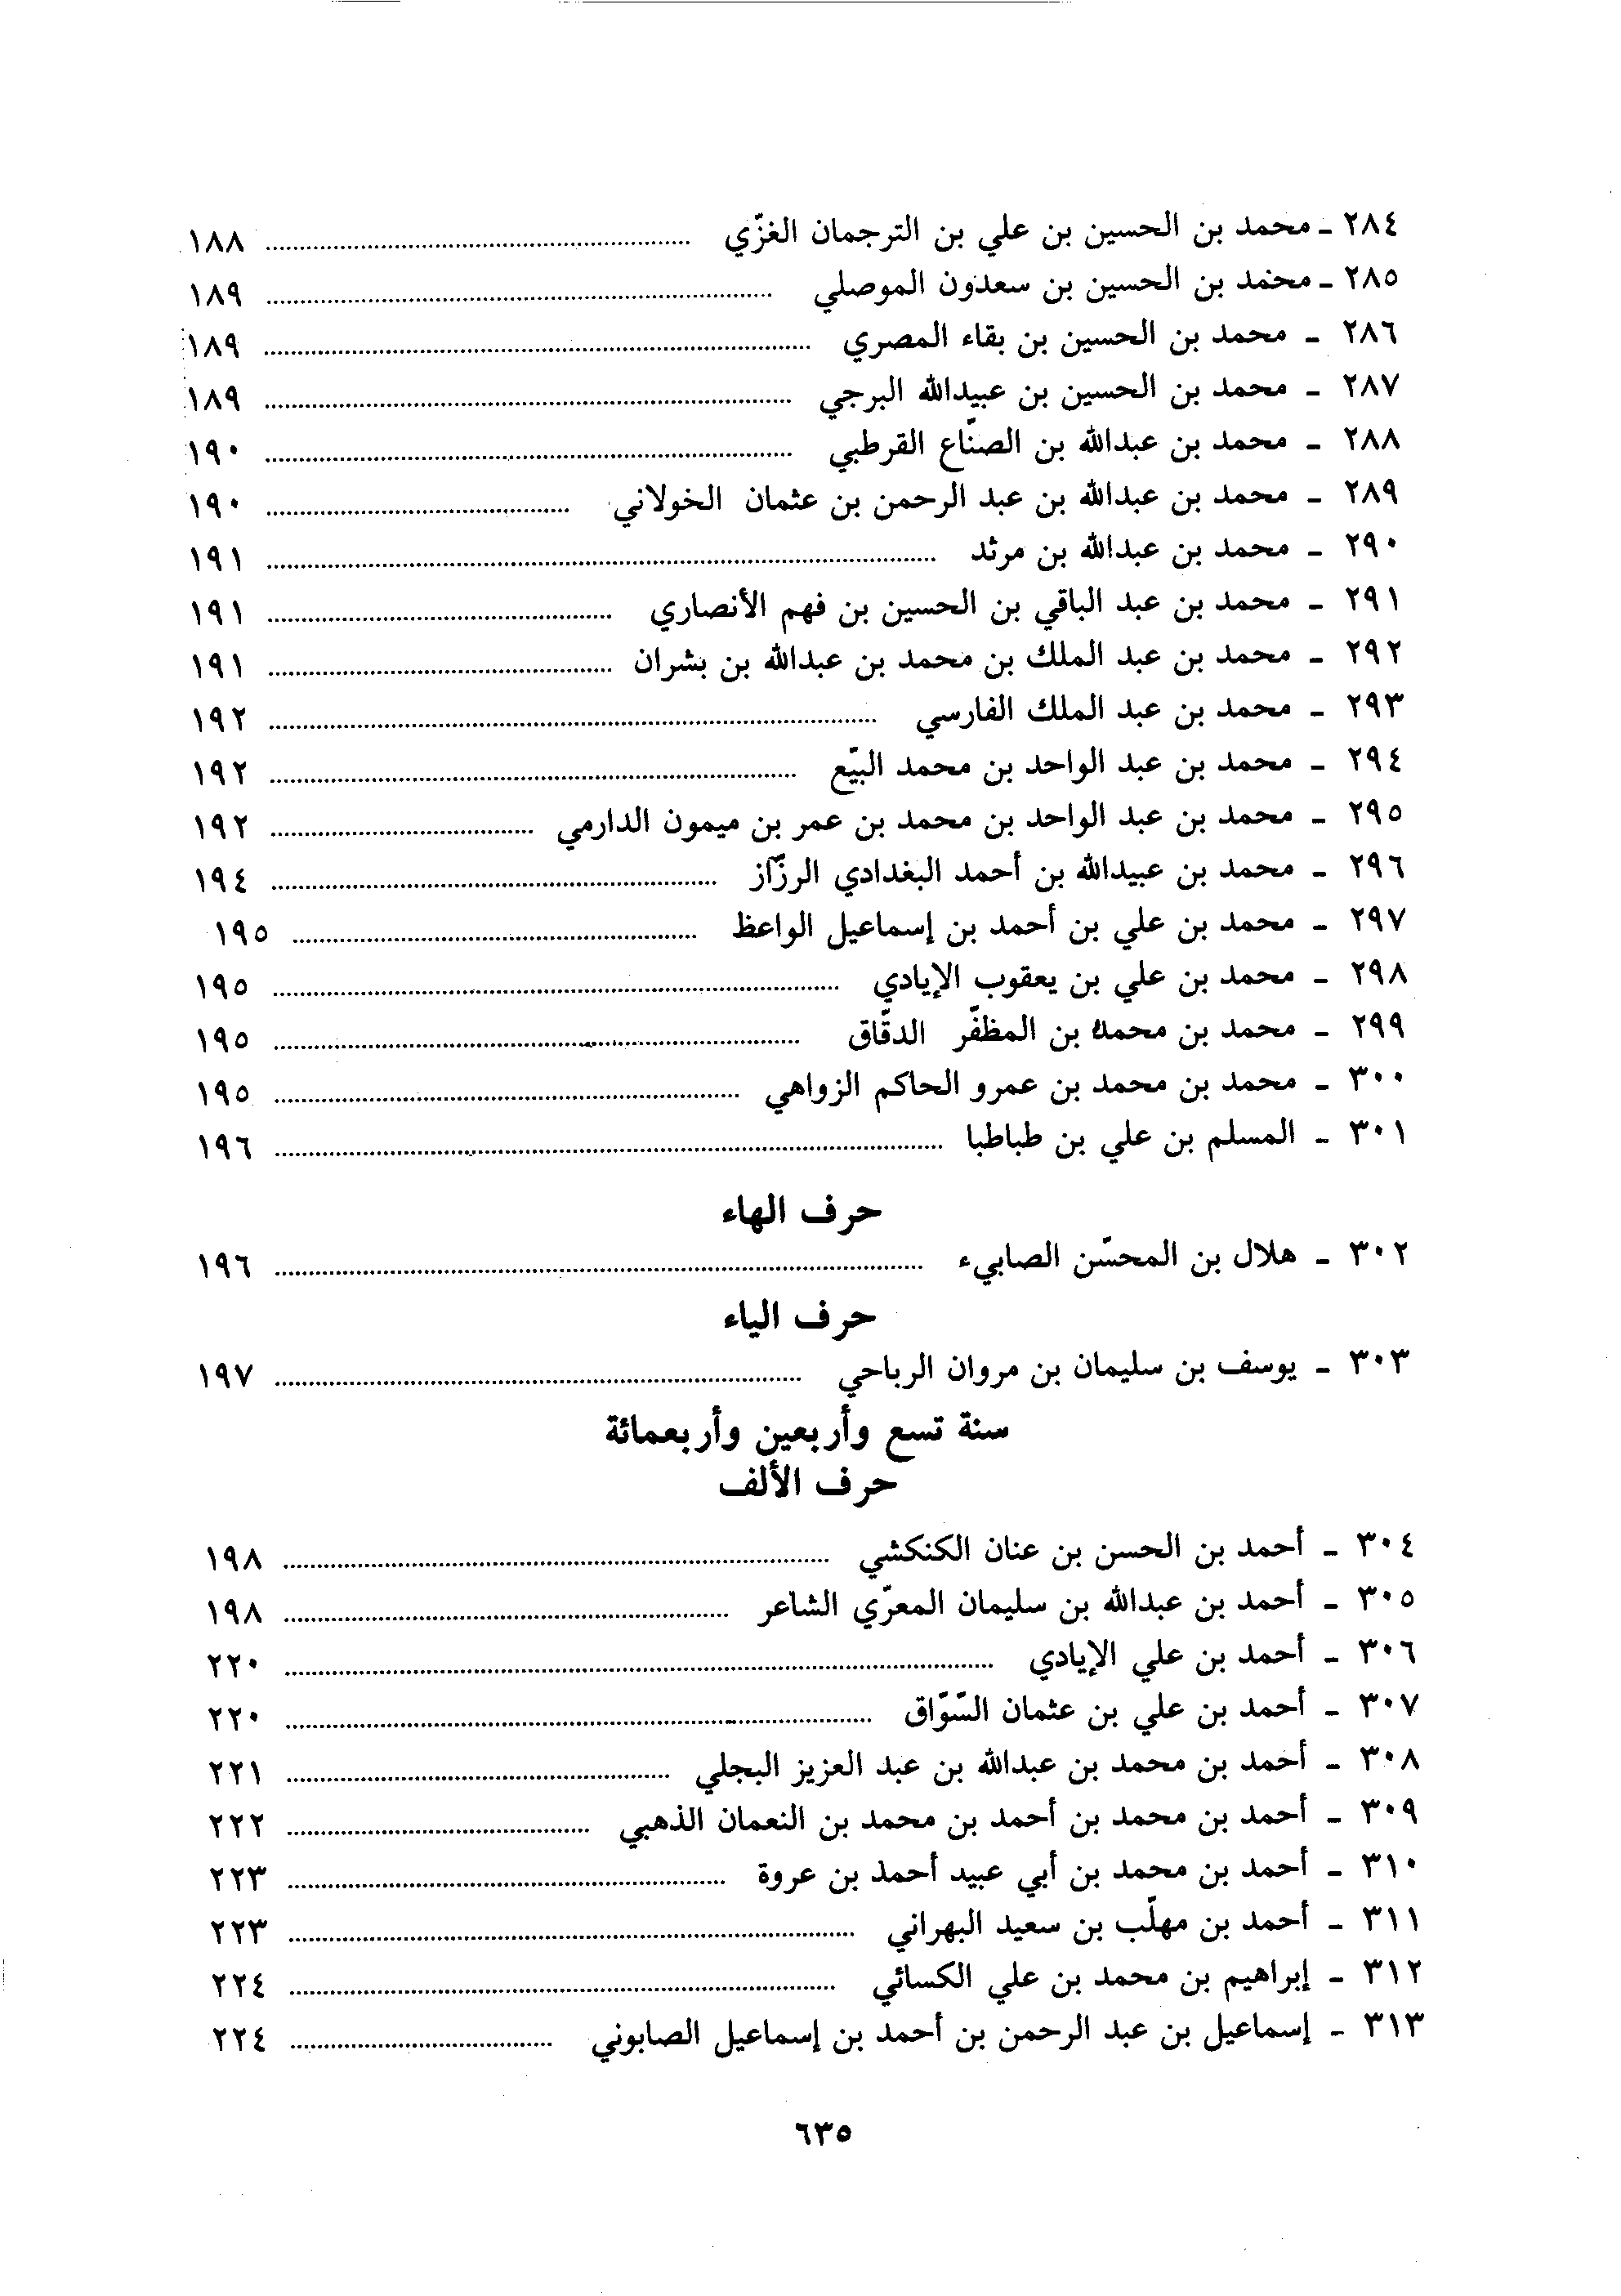 ٢٨٤ ـ محمد بن الحسين بن علي بن الترجمان الغزّي ........ ١٨٨
٢٨٥ ـ محمد بن الحسين بن سعدون الموصلي ........ ١٨٩
٢٨٦ ـ محمد بن الحسين بن بقاء المصري ........ ١٨٩
٢٨٧ ـ محمد بن الحسين بن عبيدالله البرجي ........ ١٨٩
٢٨٨ ـ محمد بن عبدالله بن الصنّاع القرطبي ........ ١٩٠
٢٨٩ ـ محمد بن عبدالله بن عبد الرحمن بن عثمان الخولاني ........ ١٩٠
٢٩٠ ـ محمد بن عبدالله بن مرثد ........ ١٩١
٢٩١ ـ محمد بن عبد الباقي بن الحسين بن فهم الأنصاري ........ ١٩١
٢٩٢ ـ محمد بن عبد الملك بن محمد بن عبدالله بن بشران ........ ١٩١
٢٩٣ ـ محمد بن عبد الملك الفارسي ........ ١٩٢
٢٩٤ ـ محمد بن عبد الواحد بن محمد البيّع ........ ١٩٢
٢٩٥ ـ محمد بن عبد الواحد بن محمد بن عمر بن ميمون الدارمي ........ ١٩٢
٢٩٦ ـ محمد بن عبيدالله بن أحمد البغدادي الرزّاز ........ ١٩٤
٢٩٧ ـ محمد بن علي بن أحمد بن إسماعيل الواعظ ........ ١٩٥
٢٩٨ ـ محمد بن علي بن يعقوب الإيادي ........ ١٩٥
٢٩٩ ـ محمد بن محمد بن المظفّر الدقّاق ........ ١٩٥
٣٠٠ ـ محمد بن محمد بن عمرو الحاكم الزواهي ........ ١٩٥
٣٠١ ـ المسلم بن علي بن طباطبا ........ ١٩٦
حرف الهاء
٣٠٢ ـ هلال بن المحسّن الصابيء ........ ١٩٦
حرف الياء
٣٠٣ ـ يوسف بن سليمان بن مروان الرباحي ........ ١٩٧
سنة تسع وأربعين وأربعمائة
حرف الألف
٣٠٤ ـ أحمد بن الحسن بن عنان الكنكشي ........ ١٩٨
٣٠٥ ـ أحمد بن عبدالله بن سليمان المعرّي الشاعر ........ ١٩٨
٣٠٦ ـ أحمد بن علي الإيادي ........ ٢٢٠
٣٠٧ ـ أحمد بن علي بن عثمان السّوّاق ........ ٢٢٠
٣٠٨ ـ أحمد بن محمد بن عبدالله بن عبد العزيز البجلي ........ ٢٢١
٣٠٩ ـ أحمد بن محمد بن أحمد بن محمد بن النعمان الذهبي ........ ٢٢٢
٣١٠ ـ أحمد بن محمد بن أبي عبيد أحمد بن عروة ........ ٢٢٣
٣١١ ـ أحمد بن مهلّب بن سعيد البهراني ........ ٢٢٣
٣١٢ ـ إبراهيم بن محمد بن علي الكسائي ........ ٢٢٤
٣١٣ ـ إسماعيل بن عبد الرحمن بن أحمد بن إسماعيل الصابوني ........ ٢٢٤
٦٣٥